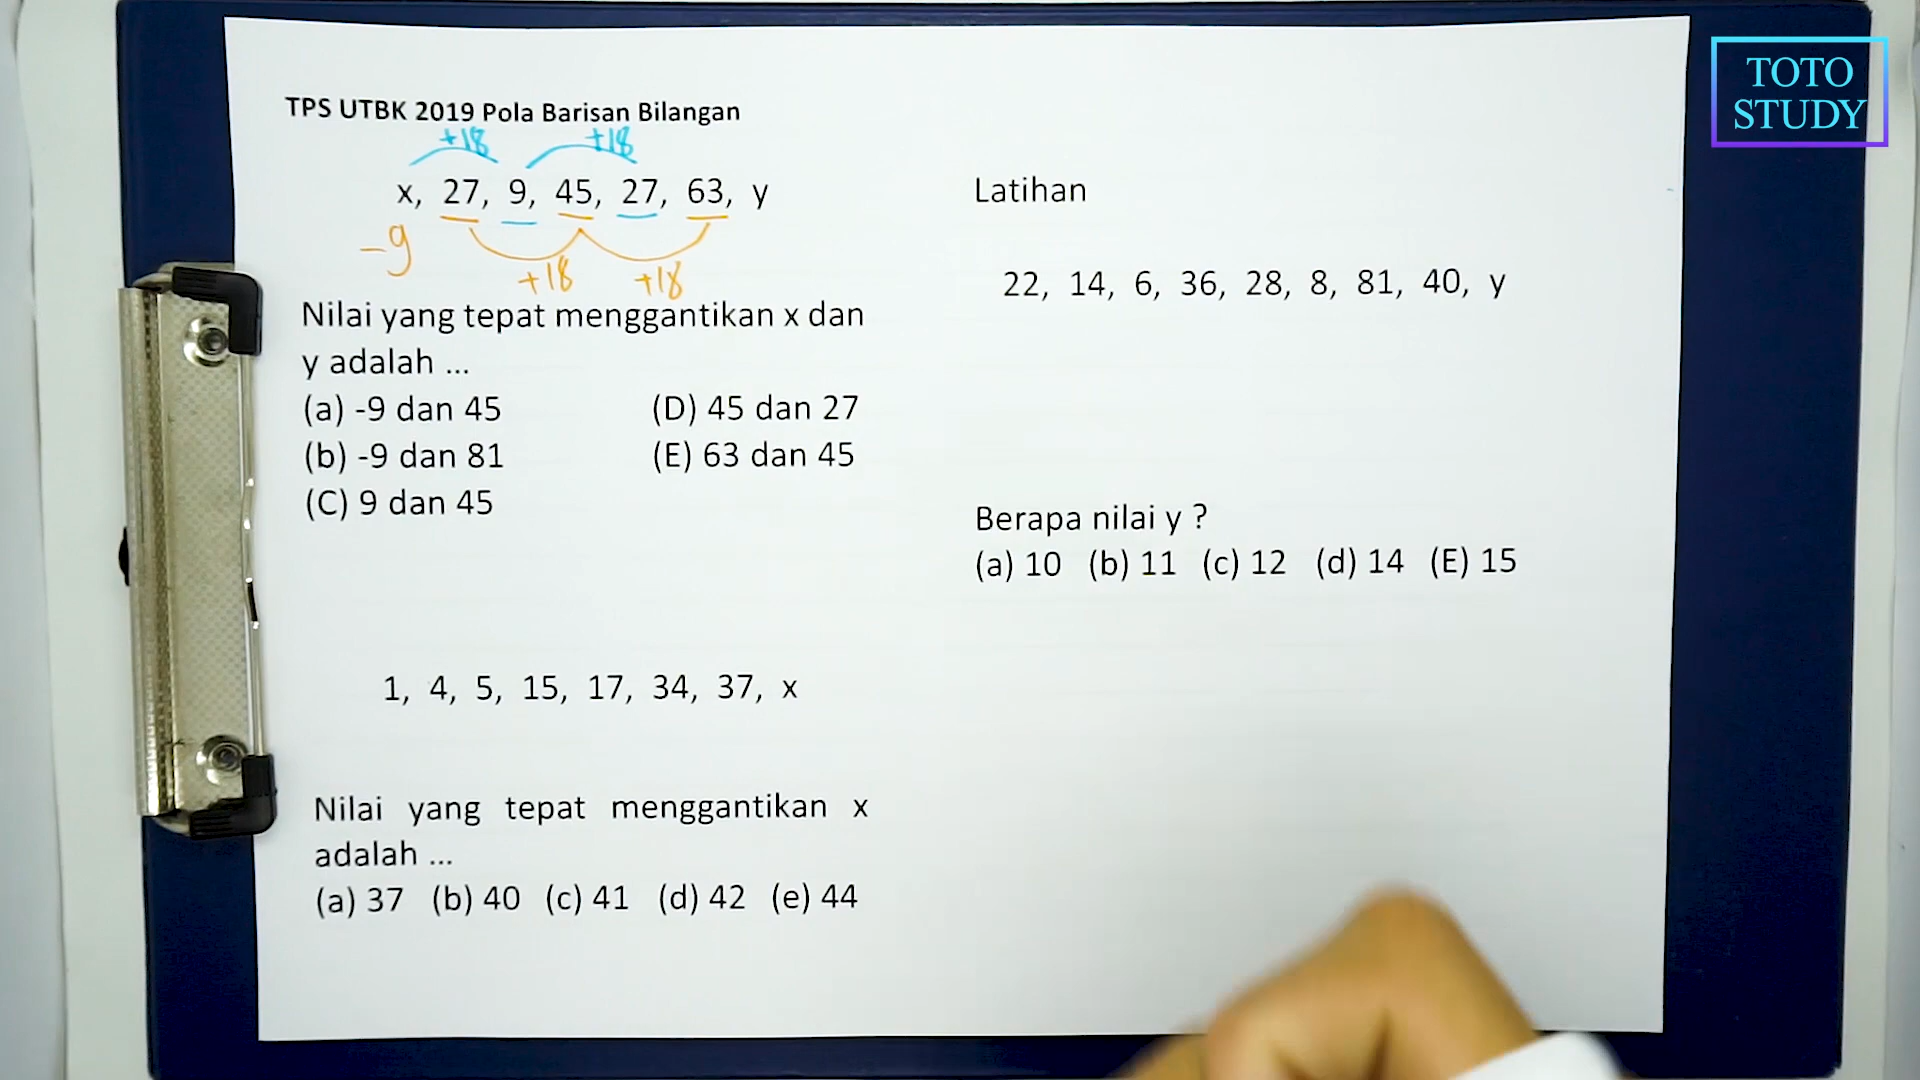 TOTO
STUDY
TPS UTBK 2019 Pola Barisan Bilangan
+18 +18
x, 27, 9, 45, 27, 63, y
-9
+18 +18
Nilai yang tepat menggantikan x dan
y adalah ...
(a) -9 dan 45 (D) 45 dan 27
(b) -9 dan 81 (E) 63 dan 45
(C) 9 dan 45
1, 4, 5, 15, 17, 34, 37, x
Nilai yang tepat menggantikan x
adalah ...
(a) 37 (b) 40 (c) 41 (d) 42 (e) 44
Latihan
22, 14, 6, 36, 28, 8, 81, 40, y
Berapa nilai y ?
(a) 10 (b) 11 (c) 12 (d) 14 (E) 15